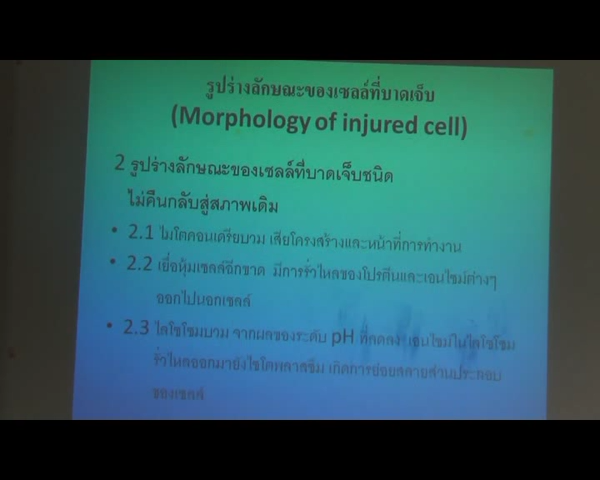 รูปร่างลักษณะของเซลล์ที่บาดเจ็บ
(Morphology of injured cell)
2 รูปร่างลักษณะของเซลล์ที่บาดเจ็บชนิด
ไม่คืนกลับสู่สภาพเดิม
• 2.1 ไมโตคอนเดรียบวม เสียโครงสร้างและหน้าที่การทำงาน
• 2.2 เยื่อหุ้มเซลล์ฉีกขาด มีการรั่วไหลของโปรตีนและเอนไซม์ต่างๆ
ออกไปนอกเซลล์
• 2.3 ไลโซโซมบวม จากผลของระดับ pH ที่ลดลง เอนไซม์ในไลโซโซม
รั่วไหลออกมายังไซโตพลาสซึม เกิดการย่อยสลายส่วนประกอบ
ของเซลล์